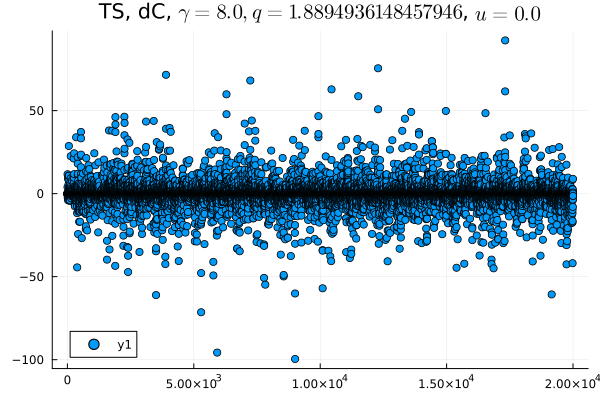 TS, dC, γ = 8.0, q = 1.8894936148457946, u = 0.0
50
0
−50
−100
y1
0 5.00×10³ 1.00×10⁴ 1.50×10⁴ 2.00×10⁴